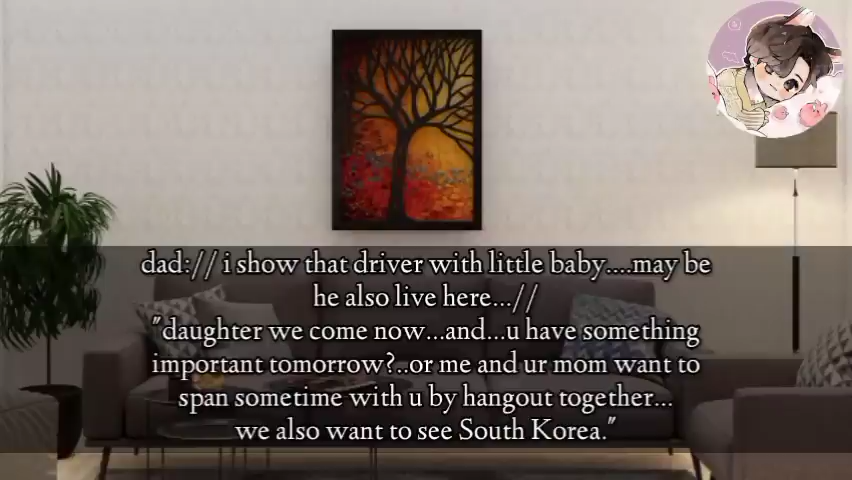 dad:// i show that driver with little baby....may be
he also live here...//
"daughter we come now...and...u have something
important tomorrow?..or me and ur mom want to
span sometime with u by hangout together...
we also want to see South Korea."